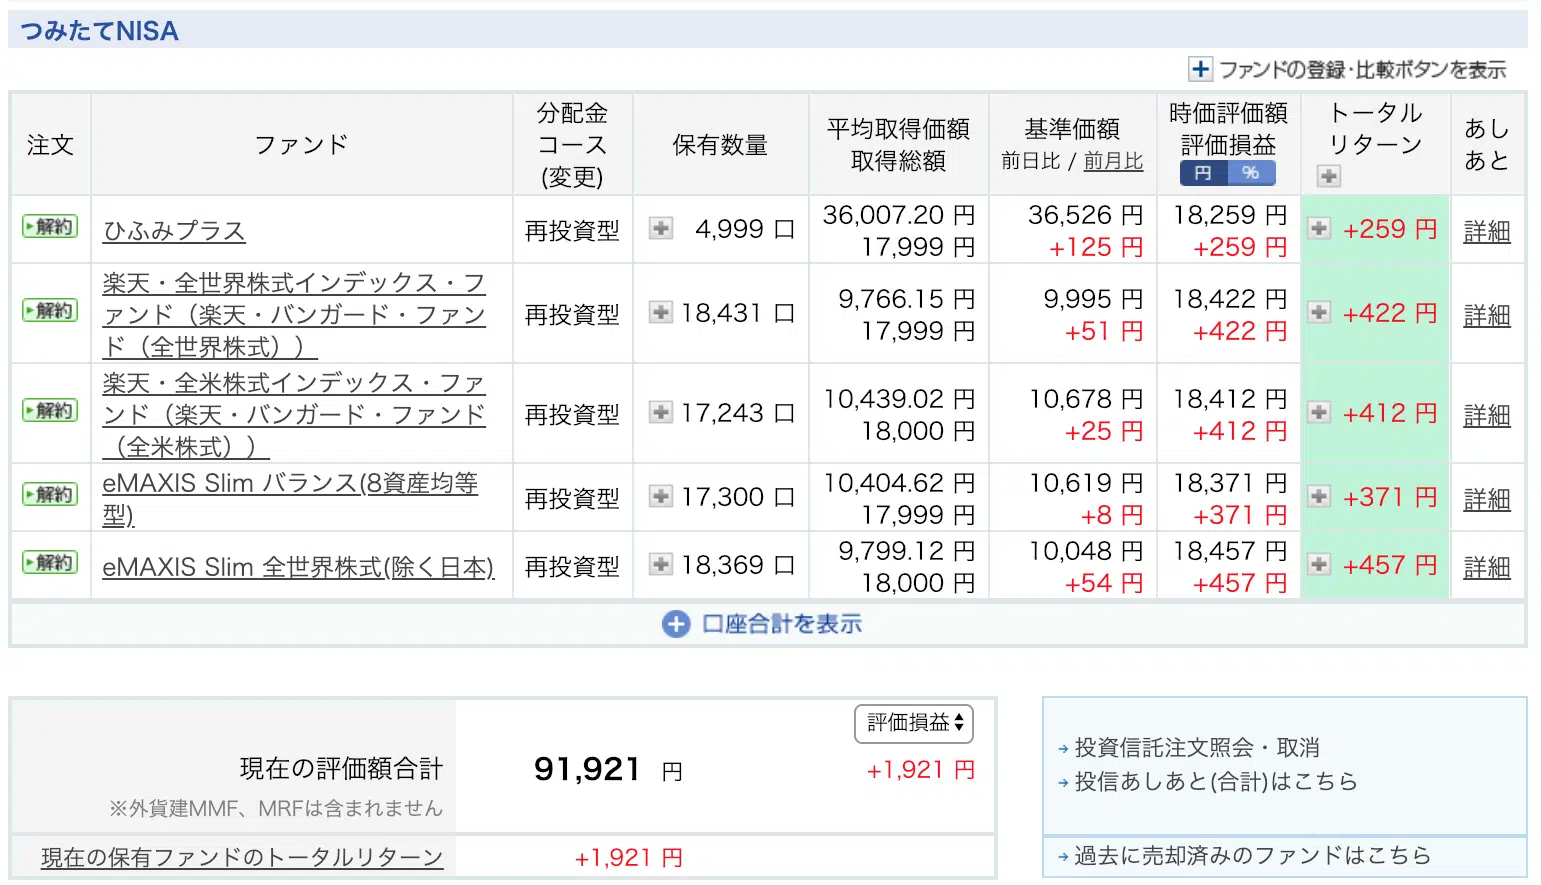 つみたてNISA
ファンドの登録・比較ボタンを表示
注文
ファンド
分配金
コース
(変更)
保有数量
平均取得価額
取得総額
基準価額
前日比 / 前月比
時価評価額
評価損益
円 %
トータル
リターン
あし
あと
解約
ひふみプラス
再投資型
4,999 口
36,007.20 円
17,999 円
36,526 円
+125 円
18,259 円
+259 円
+259 円
詳細
解約
楽天・全世界株式インデックス・フ
ァンド（楽天・バンガード・ファン
ド（全世界株式））
再投資型
18,431 口
9,766.15 円
17,999 円
9,995 円
+51 円
18,422 円
+422 円
+422 円
詳細
解約
楽天・全米株式インデックス・ファ
ンド（楽天・バンガード・ファンド
（全米株式））
再投資型
17,243 口
10,439.02 円
18,000 円
10,678 円
+25 円
18,412 円
+412 円
+412 円
詳細
解約
eMAXIS Slim バランス(8資産均等
型)
再投資型
17,300 口
10,404.62 円
17,999 円
10,619 円
+8 円
18,371 円
+371 円
+371 円
詳細
解約
eMAXIS Slim 全世界株式(除く日本)
再投資型
18,369 口
9,799.12 円
18,000 円
10,048 円
+54 円
18,457 円
+457 円
+457 円
詳細
口座合計を表示
現在の評価額合計
※外貨建MMF、MRFは含まれません
91,921 円
評価損益
+1,921 円
現在の保有ファンドのトータルリターン
+1,921 円
投資信託注文照会・取消
投信あしあと(合計)はこちら
過去に売却済みのファンドはこちら